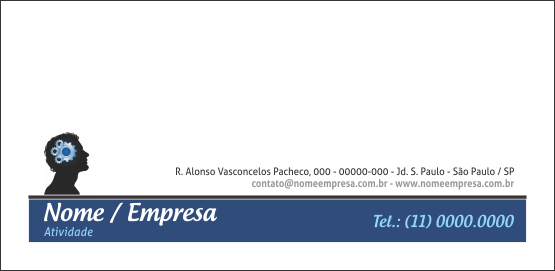 R. Alonso Vasconcelos Pacheco, 000 - 00000-000 - Jd. S. Paulo - São Paulo / SP
contato@nomeempresa.com.br - www.nomeempresa.com.br
Nome / Empresa
Tel.: (11) 0000.0000
Atividade